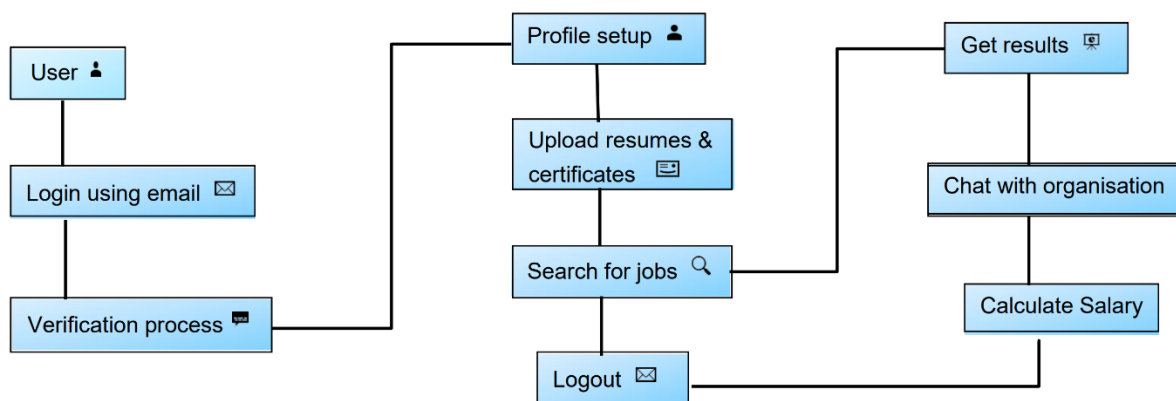 User
Login using email
Verification process
Profile setup
Upload resumes &
certificates
Search for jobs
Logout
Get results
Chat with organisation
Calculate Salary